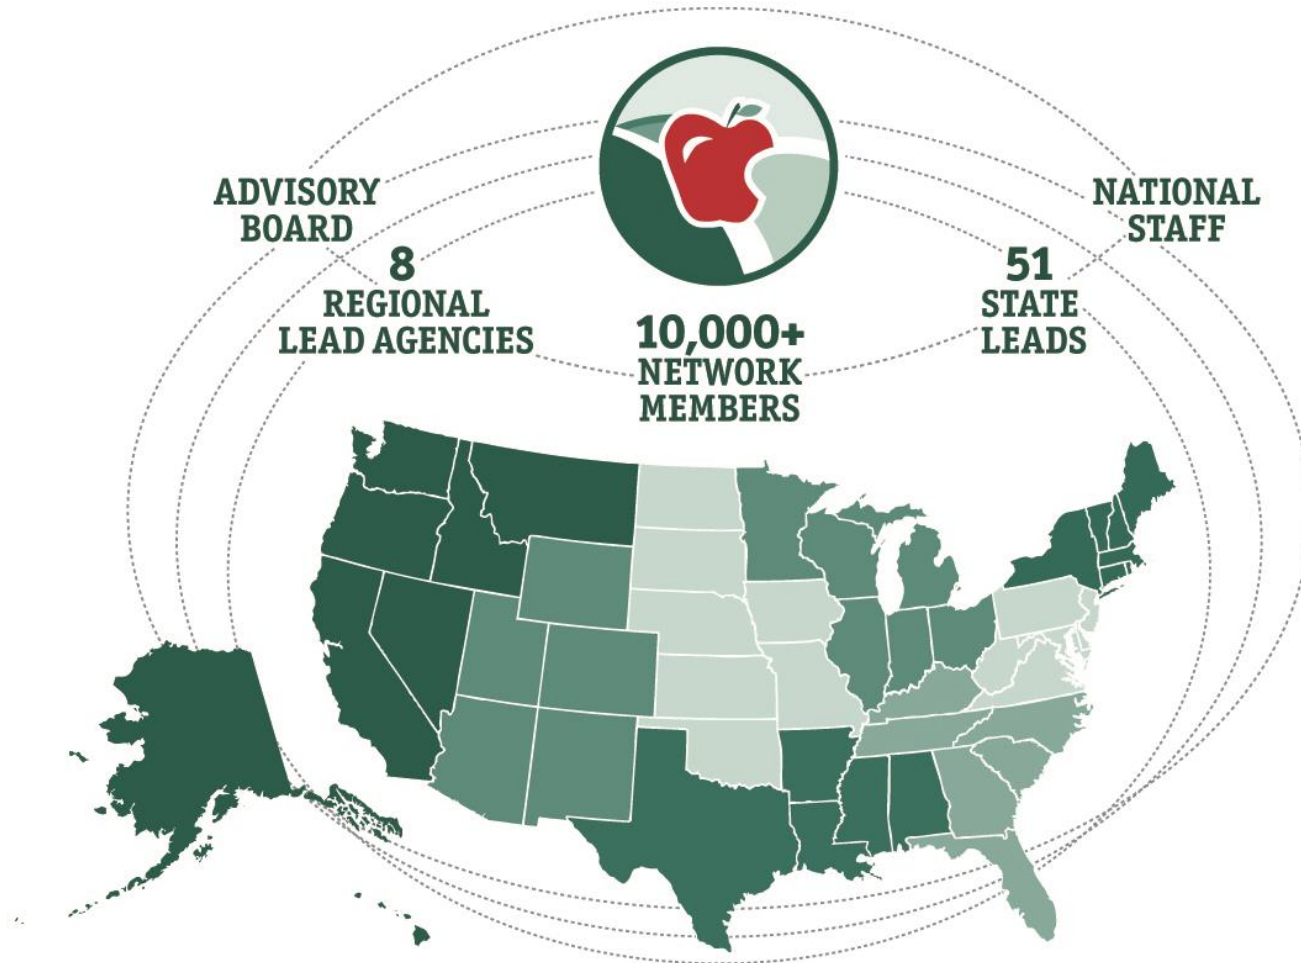 ADVISORY
BOARD
NATIONAL
STAFF
8
REGIONAL
LEAD AGENCIES
51
STATE
LEADS
10,000+
NETWORK
MEMBERS